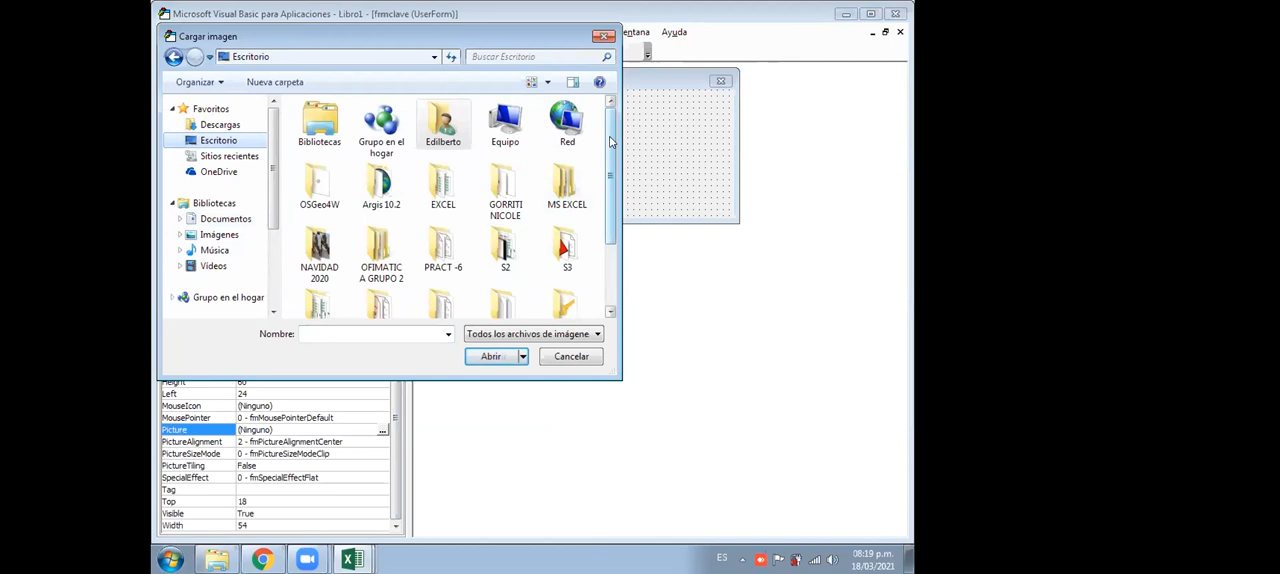 Microsoft Visual Basic para Aplicaciones - Libro1 - [frmclave (UserForm)]
Cargar imagen
entana Ayuda
Escritorio
Buscar Escritorio
Organizar
Nueva carpeta
Favoritos
Descargas
Escritorio
Sitios recientes
OneDrive
Bibliotecas
Documentos
Imágenes
Música
Vídeos
Grupo en el hogar
Bibliotecas
Grupo en el
hogar
Edilberto
Equipo
Red
OSGeo4W
Argis 10.2
EXCEL
GORRITI
NICOLE
MS EXCEL
NAVIDAD
2020
OFIMATIC
A GRUPO 2
PRACT -6
S2
S3
Nombre:
Todos los archivos de imágene
Abrir
Cancelar
Height 60
Left 24
MouseIcon (Ninguno)
MousePointer 0 - fmMousePointerDefault
Picture (Ninguno) ...
PictureAlignment 2 - fmPictureAlignmentCenter
PictureSizeMode 0 - fmPictureSizeModeClip
PictureTiling False
SpecialEffect 0 - fmSpecialEffectFlat
Tag
Top 18
Visible True
Width 54
ES
08:19 p.m.
18/03/2021